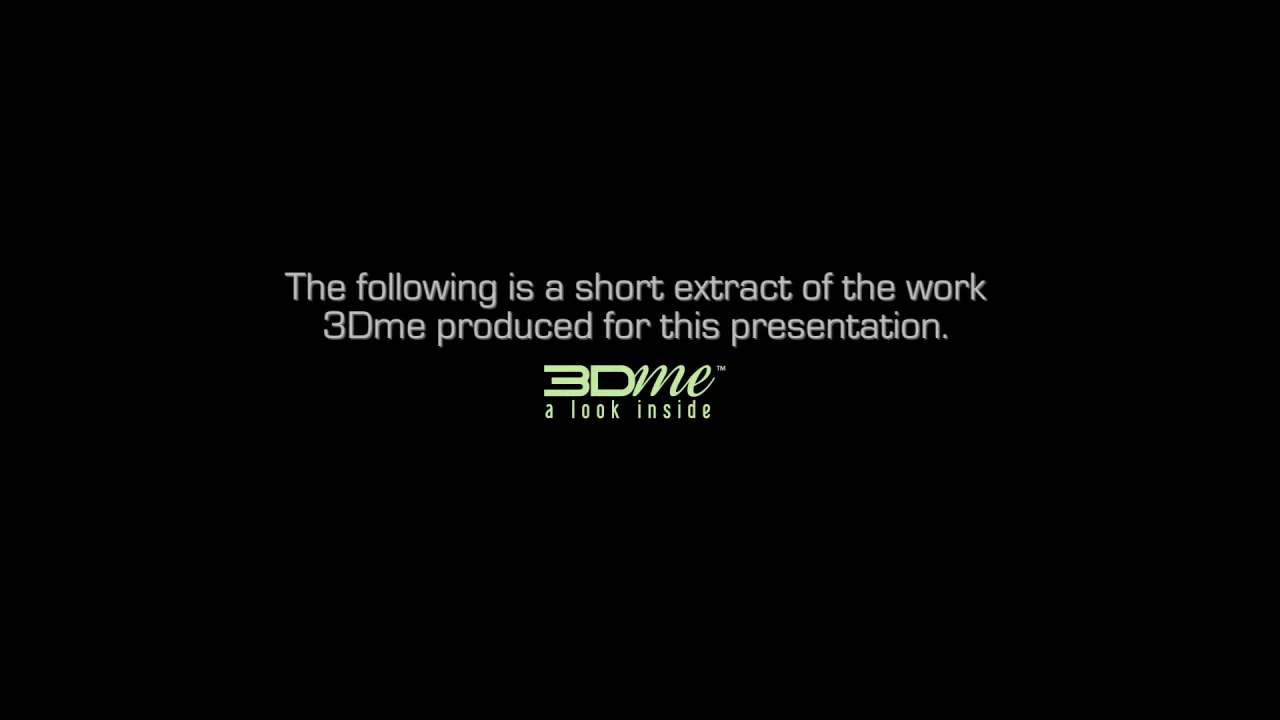 The following is a short extract of the work
3Dme produced for this presentation.
3Dme™
a look inside